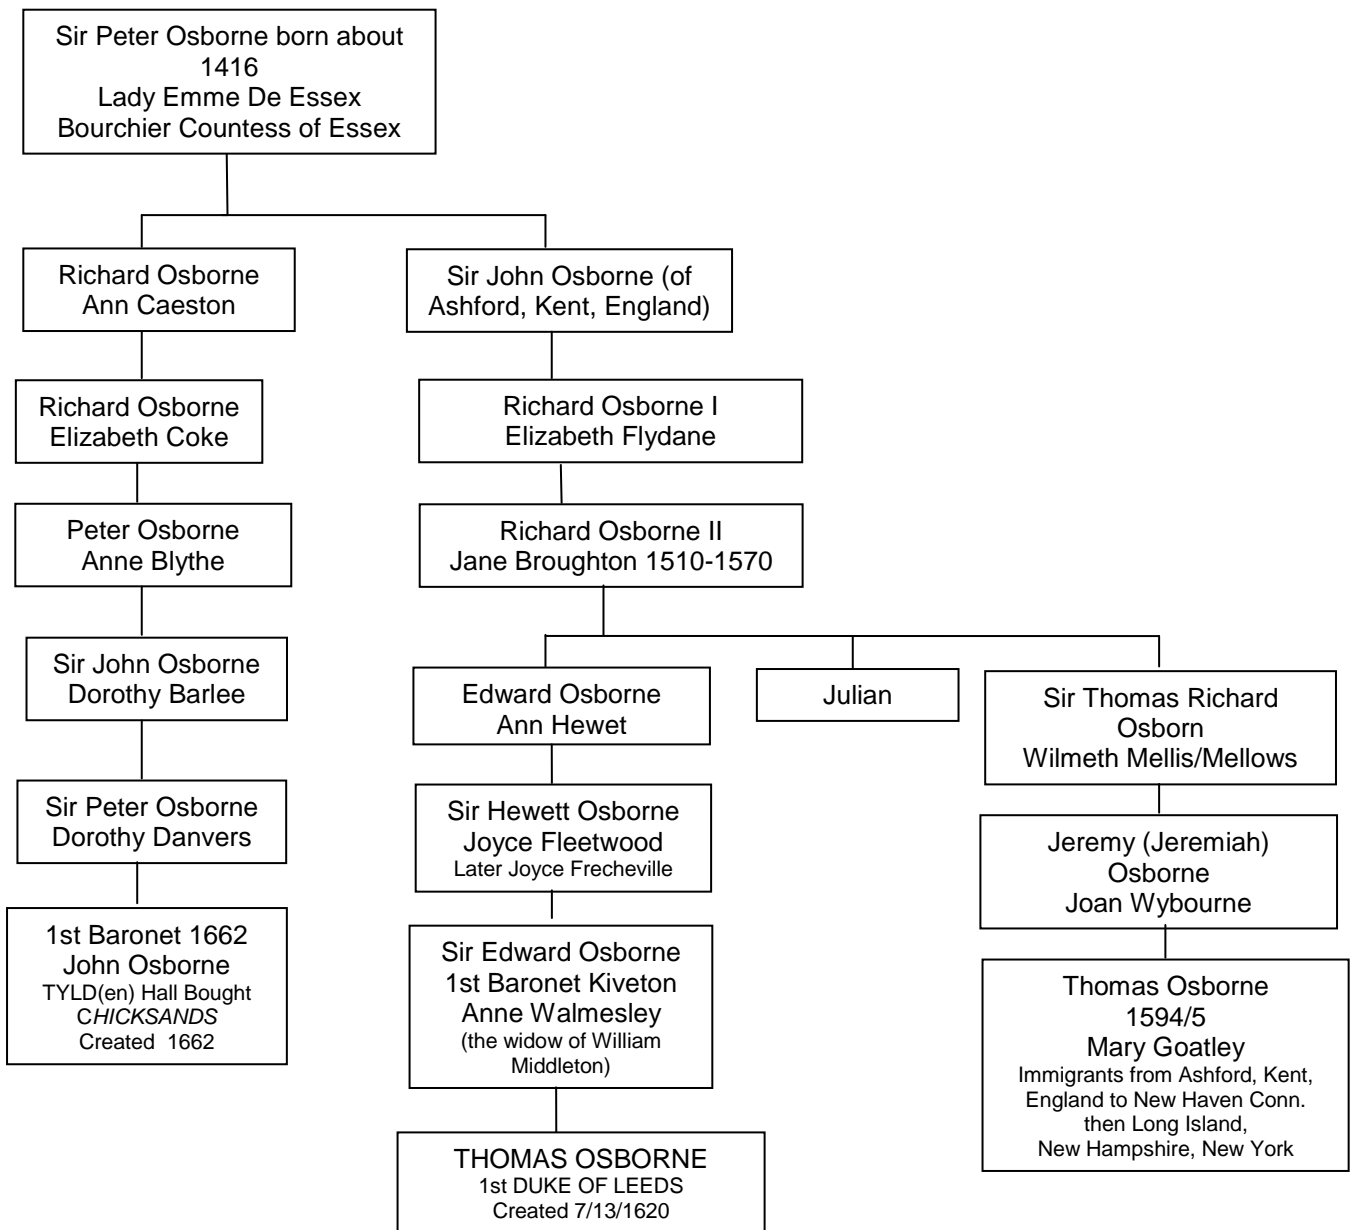 Sir Peter Osborne born about
1416
Lady Emme De Essex
Bourchier Countess of Essex
Richard Osborne
Ann Caeston
Sir John Osborne (of
Ashford, Kent, England)
Richard Osborne
Elizabeth Coke
Richard Osborne I
Elizabeth Flydane
Peter Osborne
Anne Blythe
Richard Osborne II
Jane Broughton 1510-1570
Sir John Osborne
Dorothy Barlee
Edward Osborne
Ann Hewet
Julian
Sir Thomas Richard
Osborn
Wilmeth Mellis/Mellows
Sir Peter Osborne
Dorothy Danvers
Sir Hewett Osborne
Joyce Fleetwood
Later Joyce Frecheville
Jeremy (Jeremiah)
Osborne
Joan Wybourne
1st Baronet 1662
John Osborne
TYLD(en) Hall Bought
CHICKSANDS
Created  1662
Sir Edward Osborne
1st Baronet Kiveton
Anne Walmesley
(the widow of William
Middleton)
Thomas Osborne
1594/5
Mary Goatley
Immigrants from Ashford, Kent,
England to New Haven Conn.
then Long Island,
New Hampshire, New York
THOMAS OSBORNE
1st DUKE OF LEEDS
Created 7/13/1620